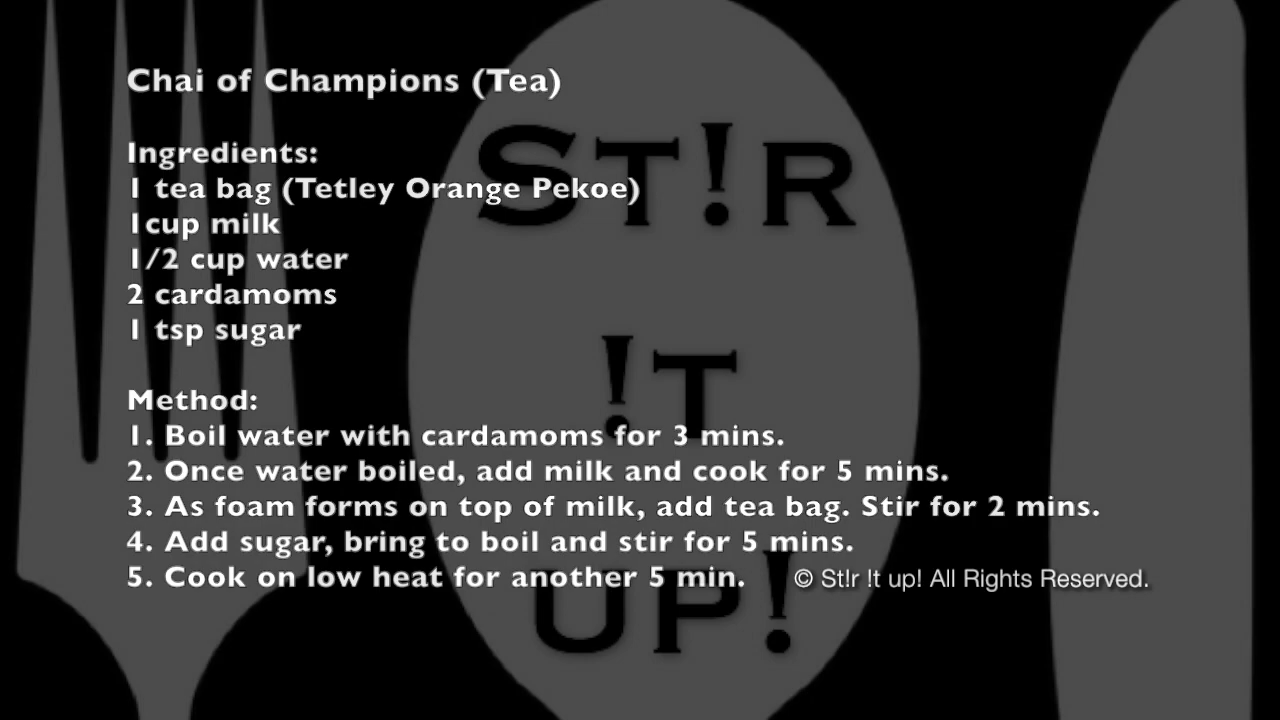 Chai of Champions (Tea)
Ingredients:
1 tea bag (Tetley Orange Pekoe)
1cup milk
1/2 cup water
2 cardamoms
1 tsp sugar
Method:
1. Boil water with cardamoms for 3 mins.
2. Once water boiled, add milk and cook for 5 mins.
3. As foam forms on top of milk, add tea bag. Stir for 2 mins.
4. Add sugar, bring to boil and stir for 5 mins.
5. Cook on low heat for another 5 min.
© St!r !t up! All Rights Reserved.
ST!R
!T
UP!